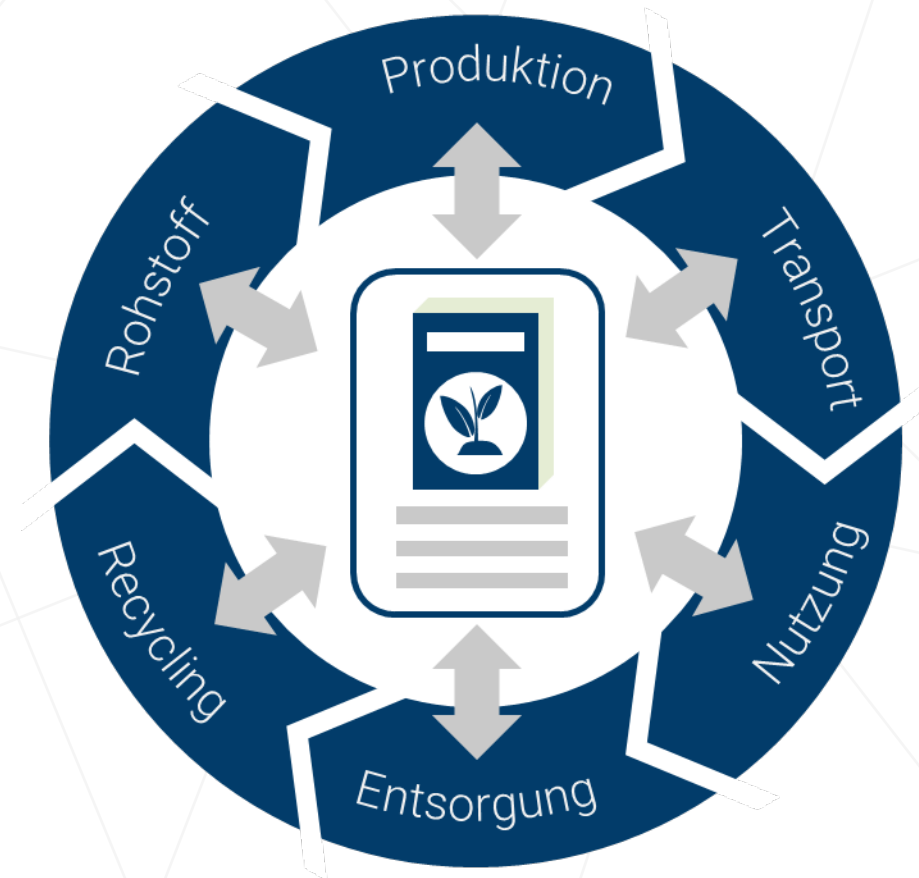 Produktion
Transport
Nutzung
Entsorgung
Recycling
Rohstoff